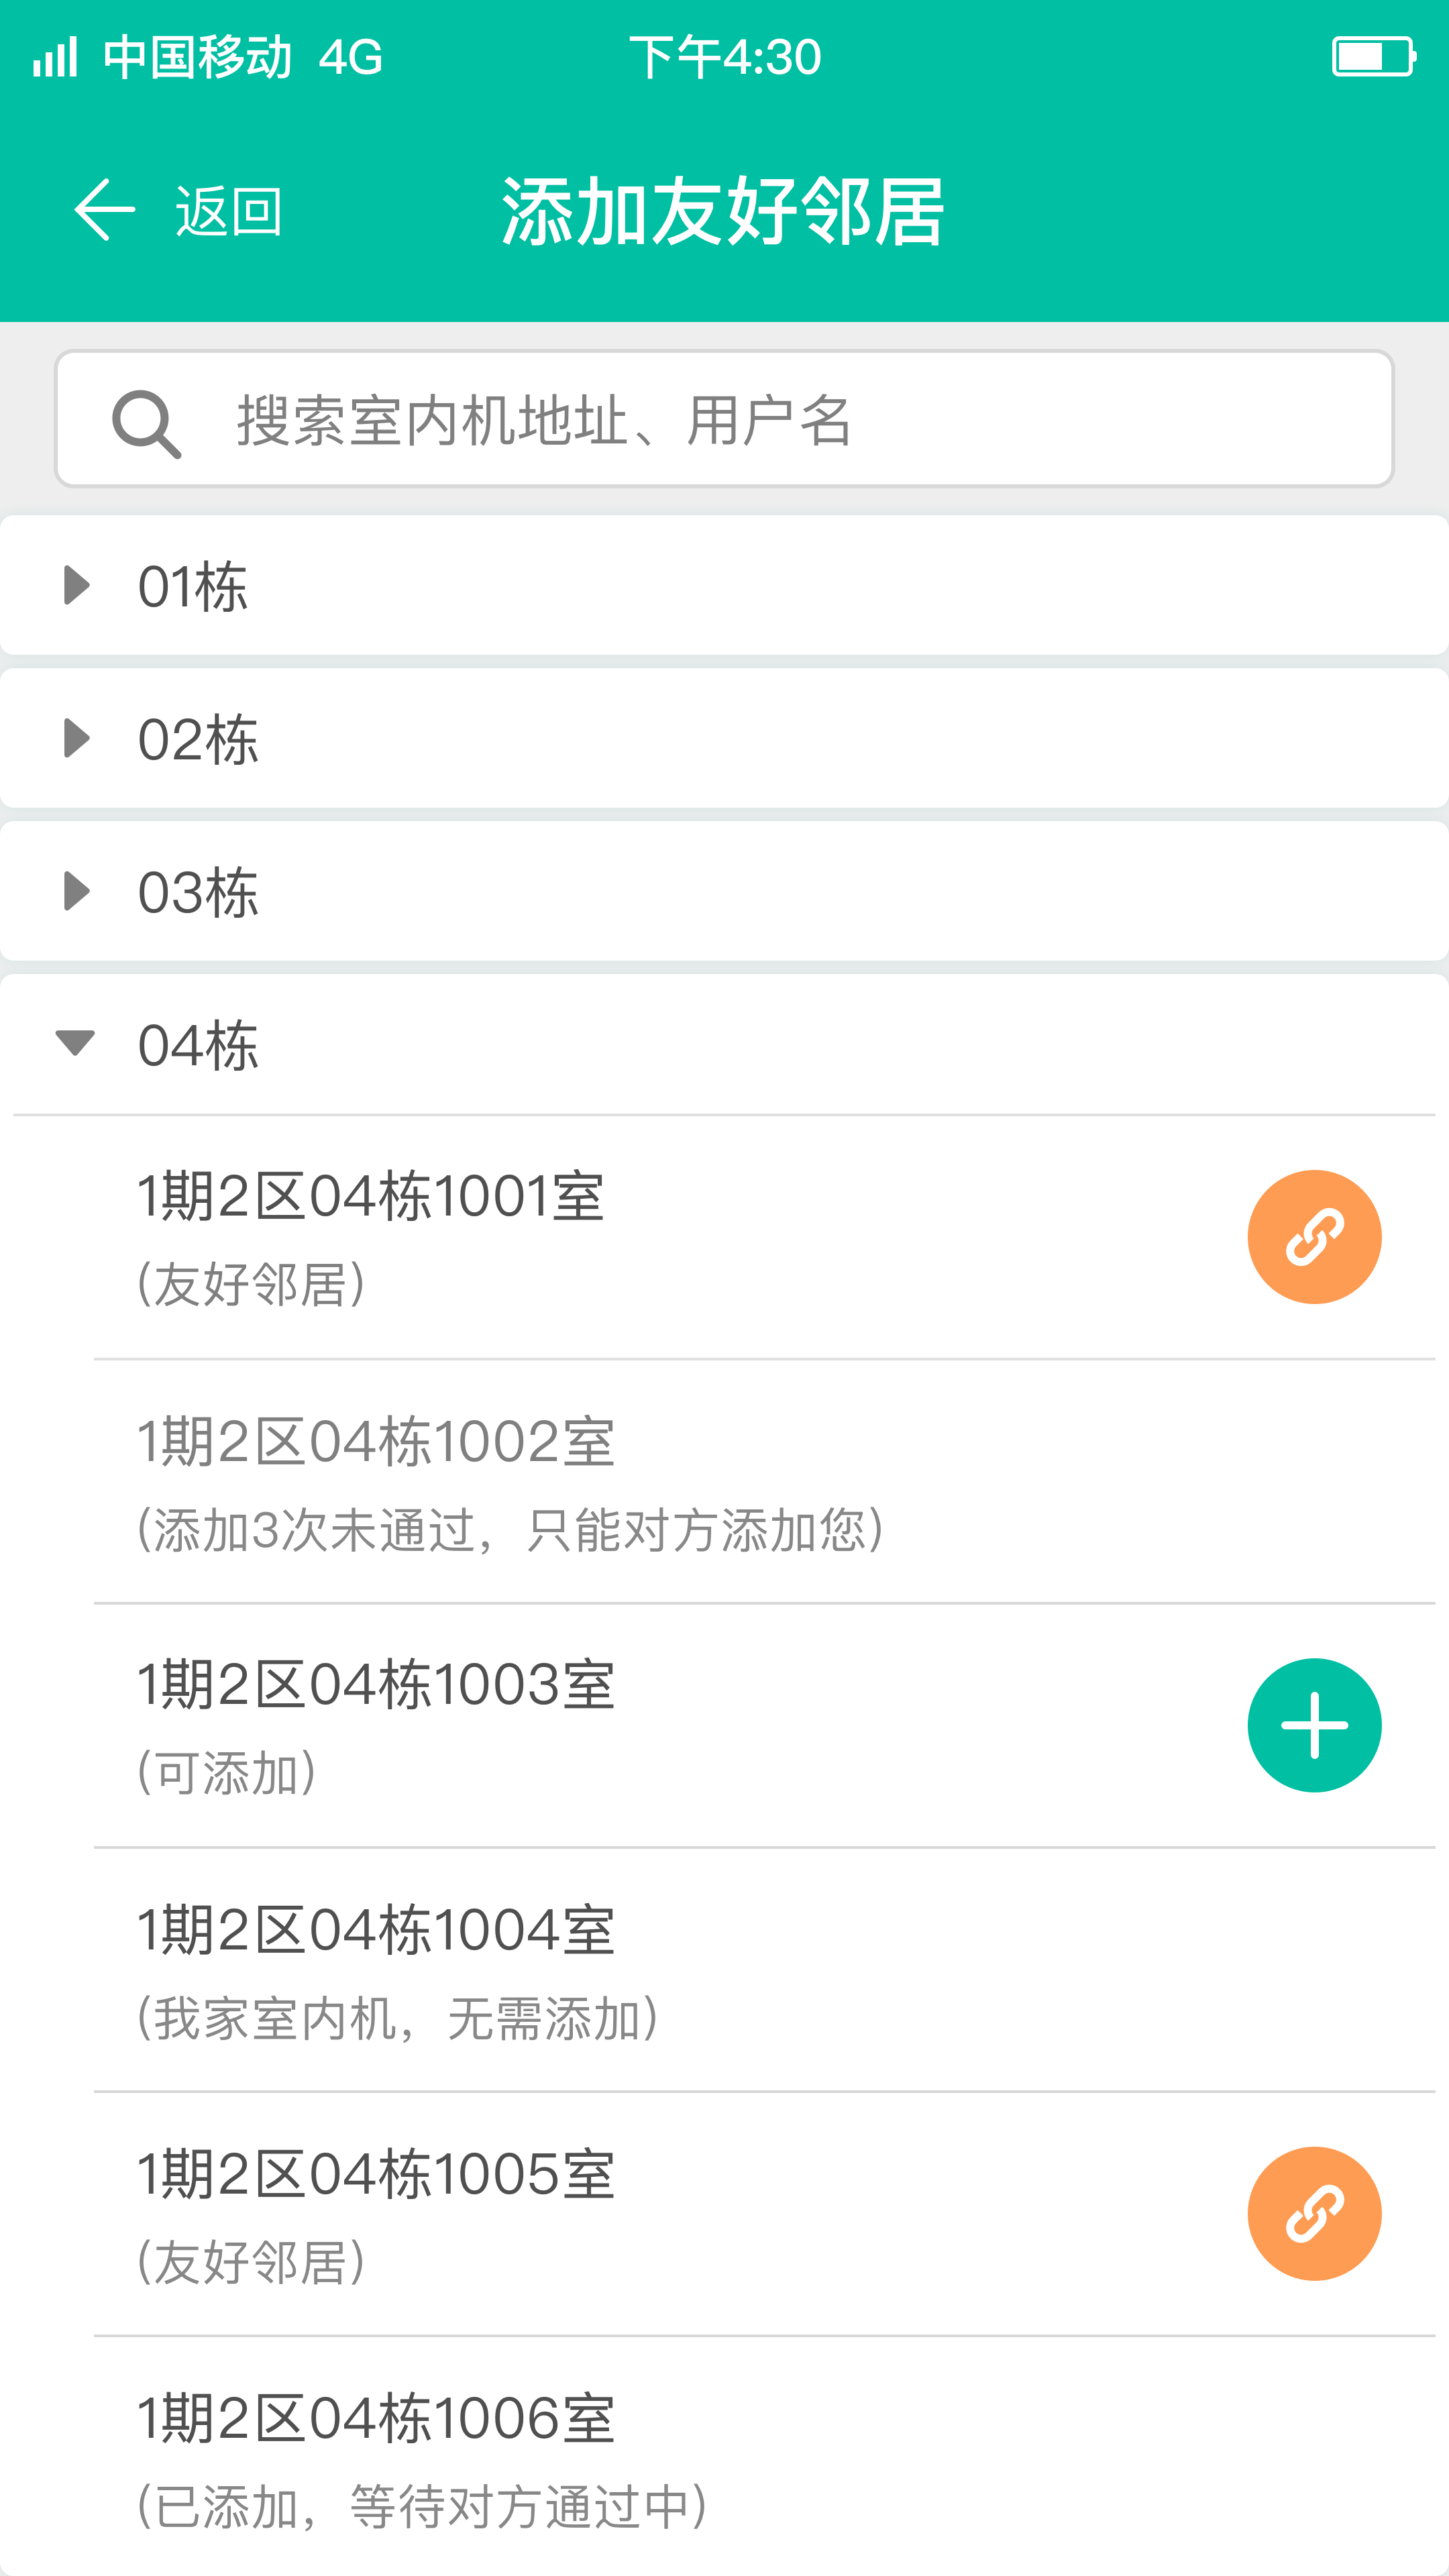 中国移动 4G 下午4:30
返回 添加友好邻居
搜索室内机地址、用户名
01栋
02栋
03栋
04栋
1期2区04栋1001室
(友好邻居)
1期2区04栋1002室
(添加3次未通过，只能对方添加您)
1期2区04栋1003室
(可添加)
1期2区04栋1004室
(我家室内机，无需添加)
1期2区04栋1005室
(友好邻居)
1期2区04栋1006室
(已添加，等待对方通过中)